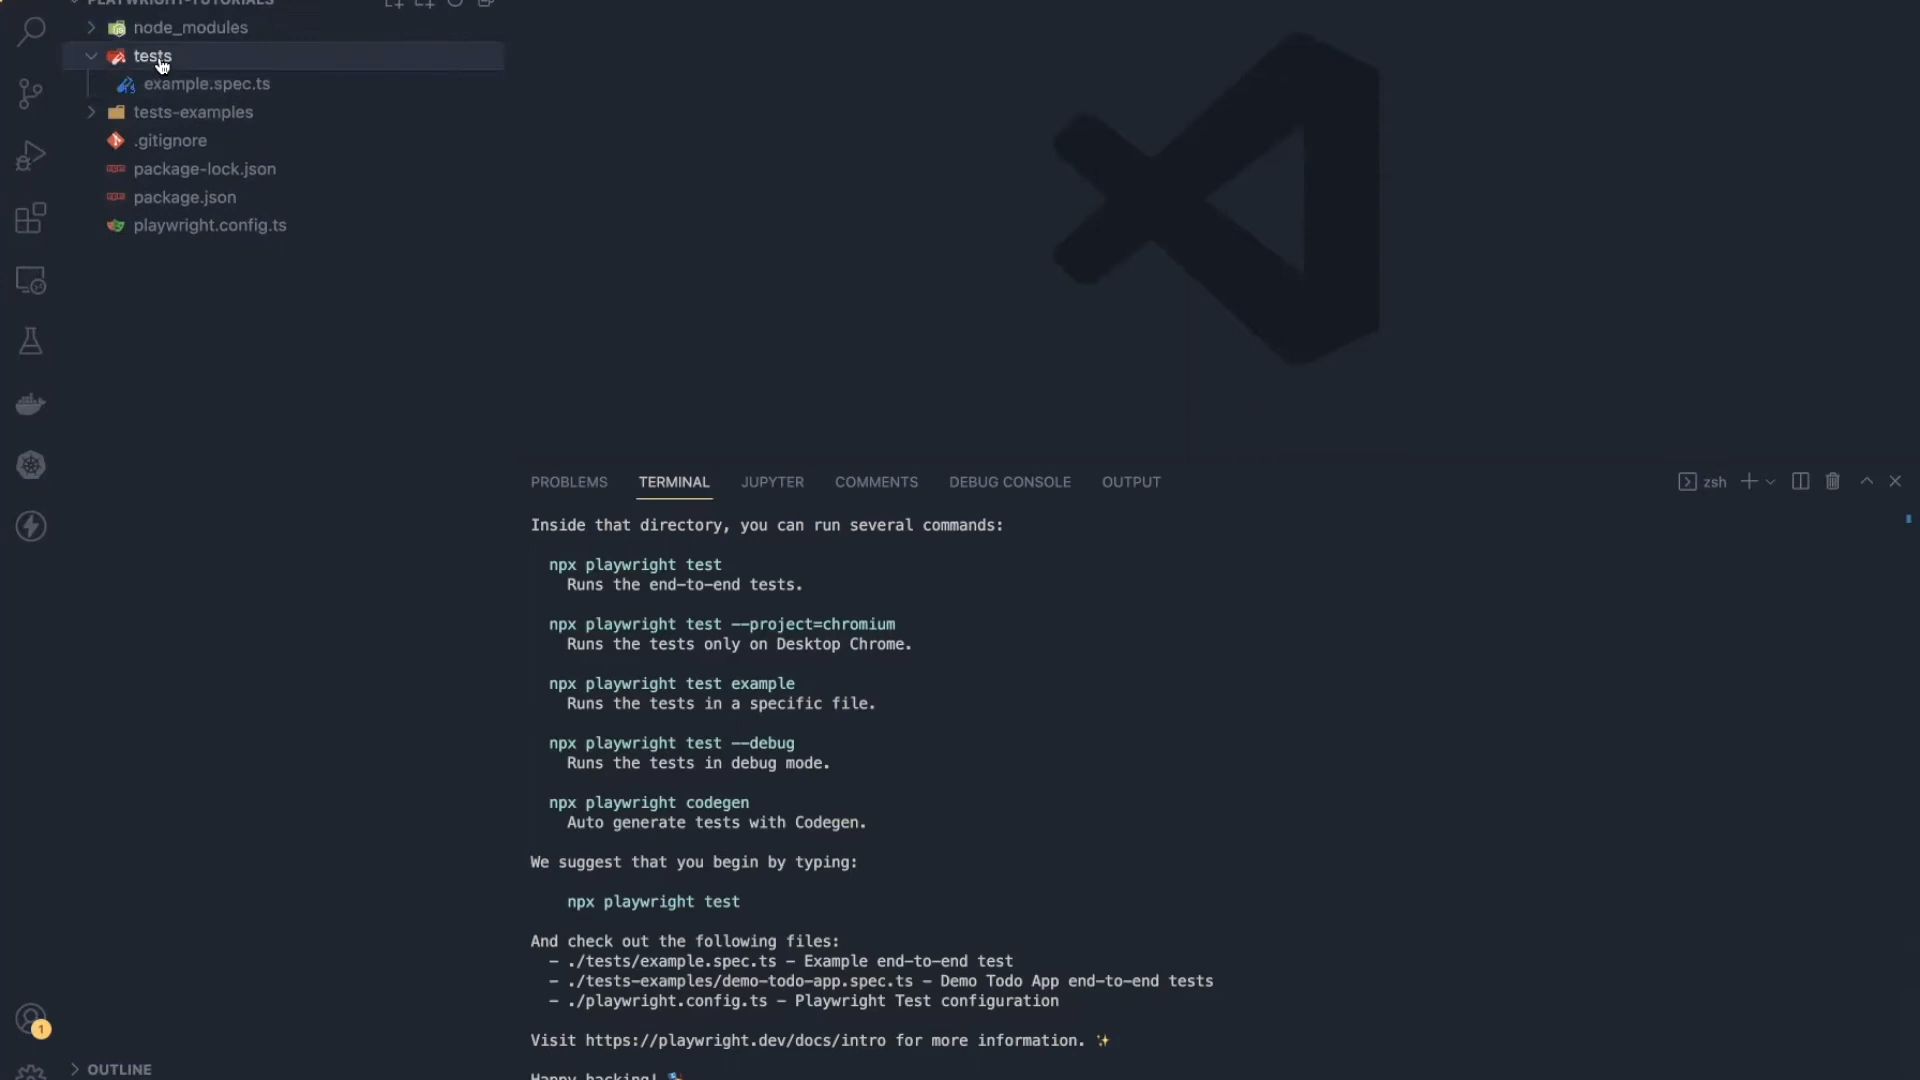 PLAYWRIGHT-TUTORIALS
node_modules
tests
example.spec.ts
tests-examples
.gitignore
package-lock.json
package.json
playwright.config.ts
PROBLEMS
TERMINAL
JUPYTER
COMMENTS
DEBUG CONSOLE
OUTPUT
zsh
Inside that directory, you can run several commands:
npx playwright test
Runs the end-to-end tests.
npx playwright test --project=chromium
Runs the tests only on Desktop Chrome.
npx playwright test example
Runs the tests in a specific file.
npx playwright test --debug
Runs the tests in debug mode.
npx playwright codegen
Auto generate tests with Codegen.
We suggest that you begin by typing:
npx playwright test
And check out the following files:
- ./tests/example.spec.ts - Example end-to-end test
- ./tests-examples/demo-todo-app.spec.ts - Demo Todo App end-to-end tests
- ./playwright.config.ts - Playwright Test configuration
Visit https://playwright.dev/docs/intro for more information. ✨
Happy hacking! 🎭
1
OUTLINE